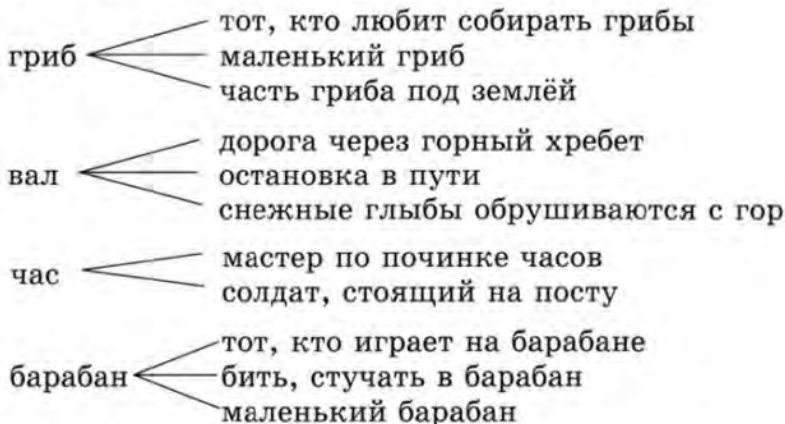 тот, кто любит собирать грибы
гриб маленький гриб
часть гриба под землёй
дорога через горный хребет
вал остановка в пути
снежные глыбы обрушиваются с гор
час мастер по починке часов
солдат, стоящий на посту
тот, кто играет на барабане
барабан бить, стучать в барабан
маленький барабан